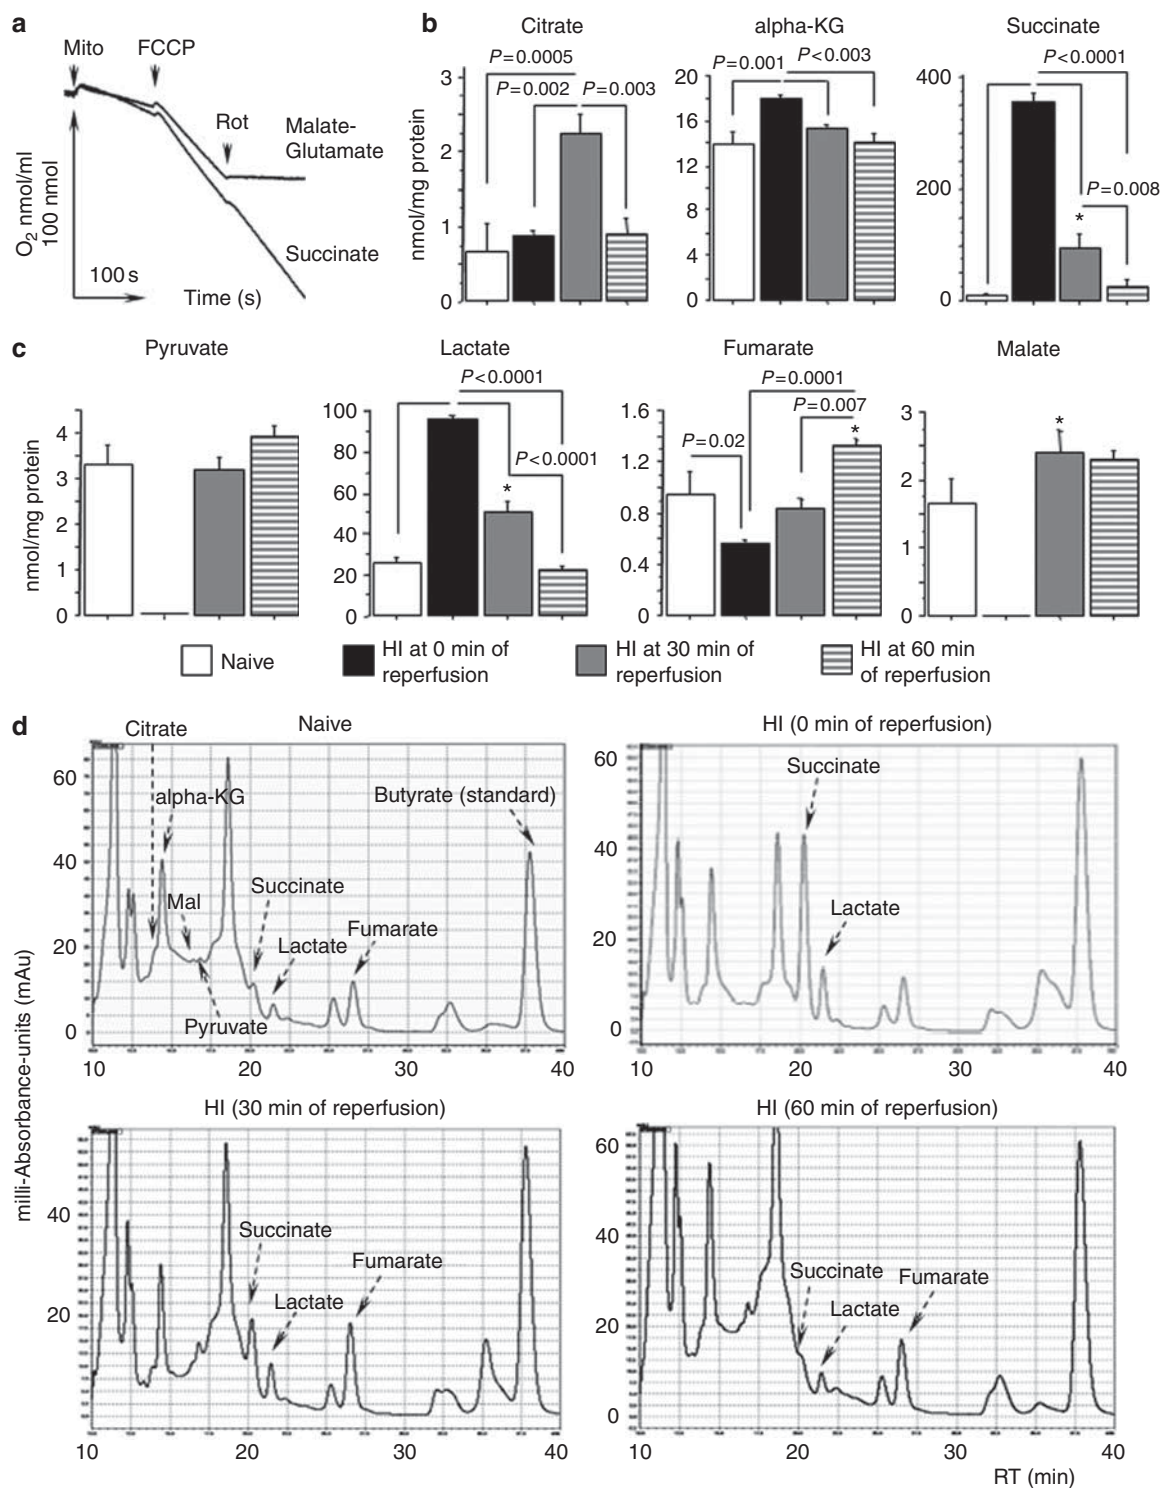 a
Mito FCCP
Rot
Malate-
Glutamate
Succinate
O2 nmol/ml
100 nmol
100 s
Time (s)
b
Citrate alpha-KG Succinate
nmol/mg protein
P=0.0005
P=0.002 P=0.003
3
2
1
0
P=0.001 P<0.003
20
16
12
8
4
0
P<0.0001
P=0.008
*
400
200
0
c
Pyruvate Lactate Fumarate Malate
nmol/mg protein
4
3
2
1
0
P<0.0001
P<0.0001
*
100
80
60
40
20
0
P=0.0001
P=0.007
P=0.02
*
1.6
1.2
0.8
0.4
0
*
3
2
1
0
Naive
HI at 0 min of
reperfusion
HI at 30 min of
reperfusion
HI at 60 min
of reperfusion
d
milli-Absorbance-units (mAu)
Naive
Citrate
alpha-KG
Mal
Pyruvate
Succinate
Lactate
Fumarate
Butyrate (standard)
60
40
20
0
10 20 30 40
HI (0 min of reperfusion)
Succinate
Lactate
60
40
20
0
10 20 30 40
HI (30 min of reperfusion)
Succinate
Lactate
Fumarate
40
20
10 20 30 40
HI (60 min of reperfusion)
Succinate
Lactate
Fumarate
60
40
20
0
10 20 30 40
RT (min)